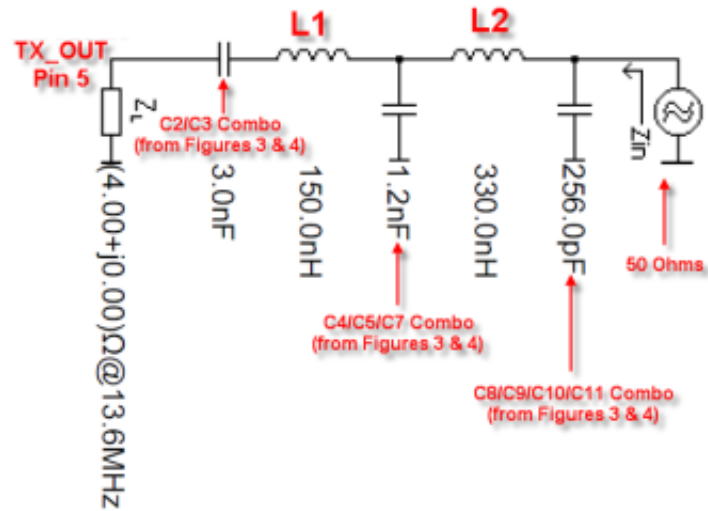 L1
L2
TX_OUT
Pin 5
Z_L
C2/C3 Combo
(from Figures 3 & 4)
Zin
(4.00+j0.00)Ω@13.6MHz
3.0nF
150.0nH
1.2nF
330.0nH
256.0pF
50 Ohms
C4/C5/C7 Combo
(from Figures 3 & 4)
C8/C9/C10/C11 Combo
(from Figures 3 & 4)